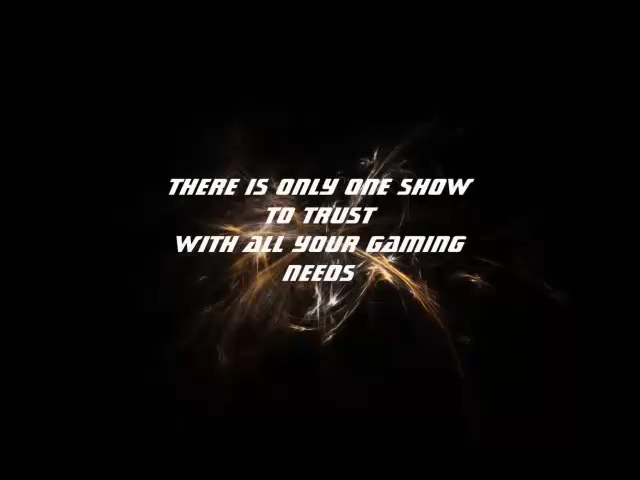 THERE IS ONLY ONE SHOW
TO TRUST
WITH ALL YOUR GAMING
NEEDS